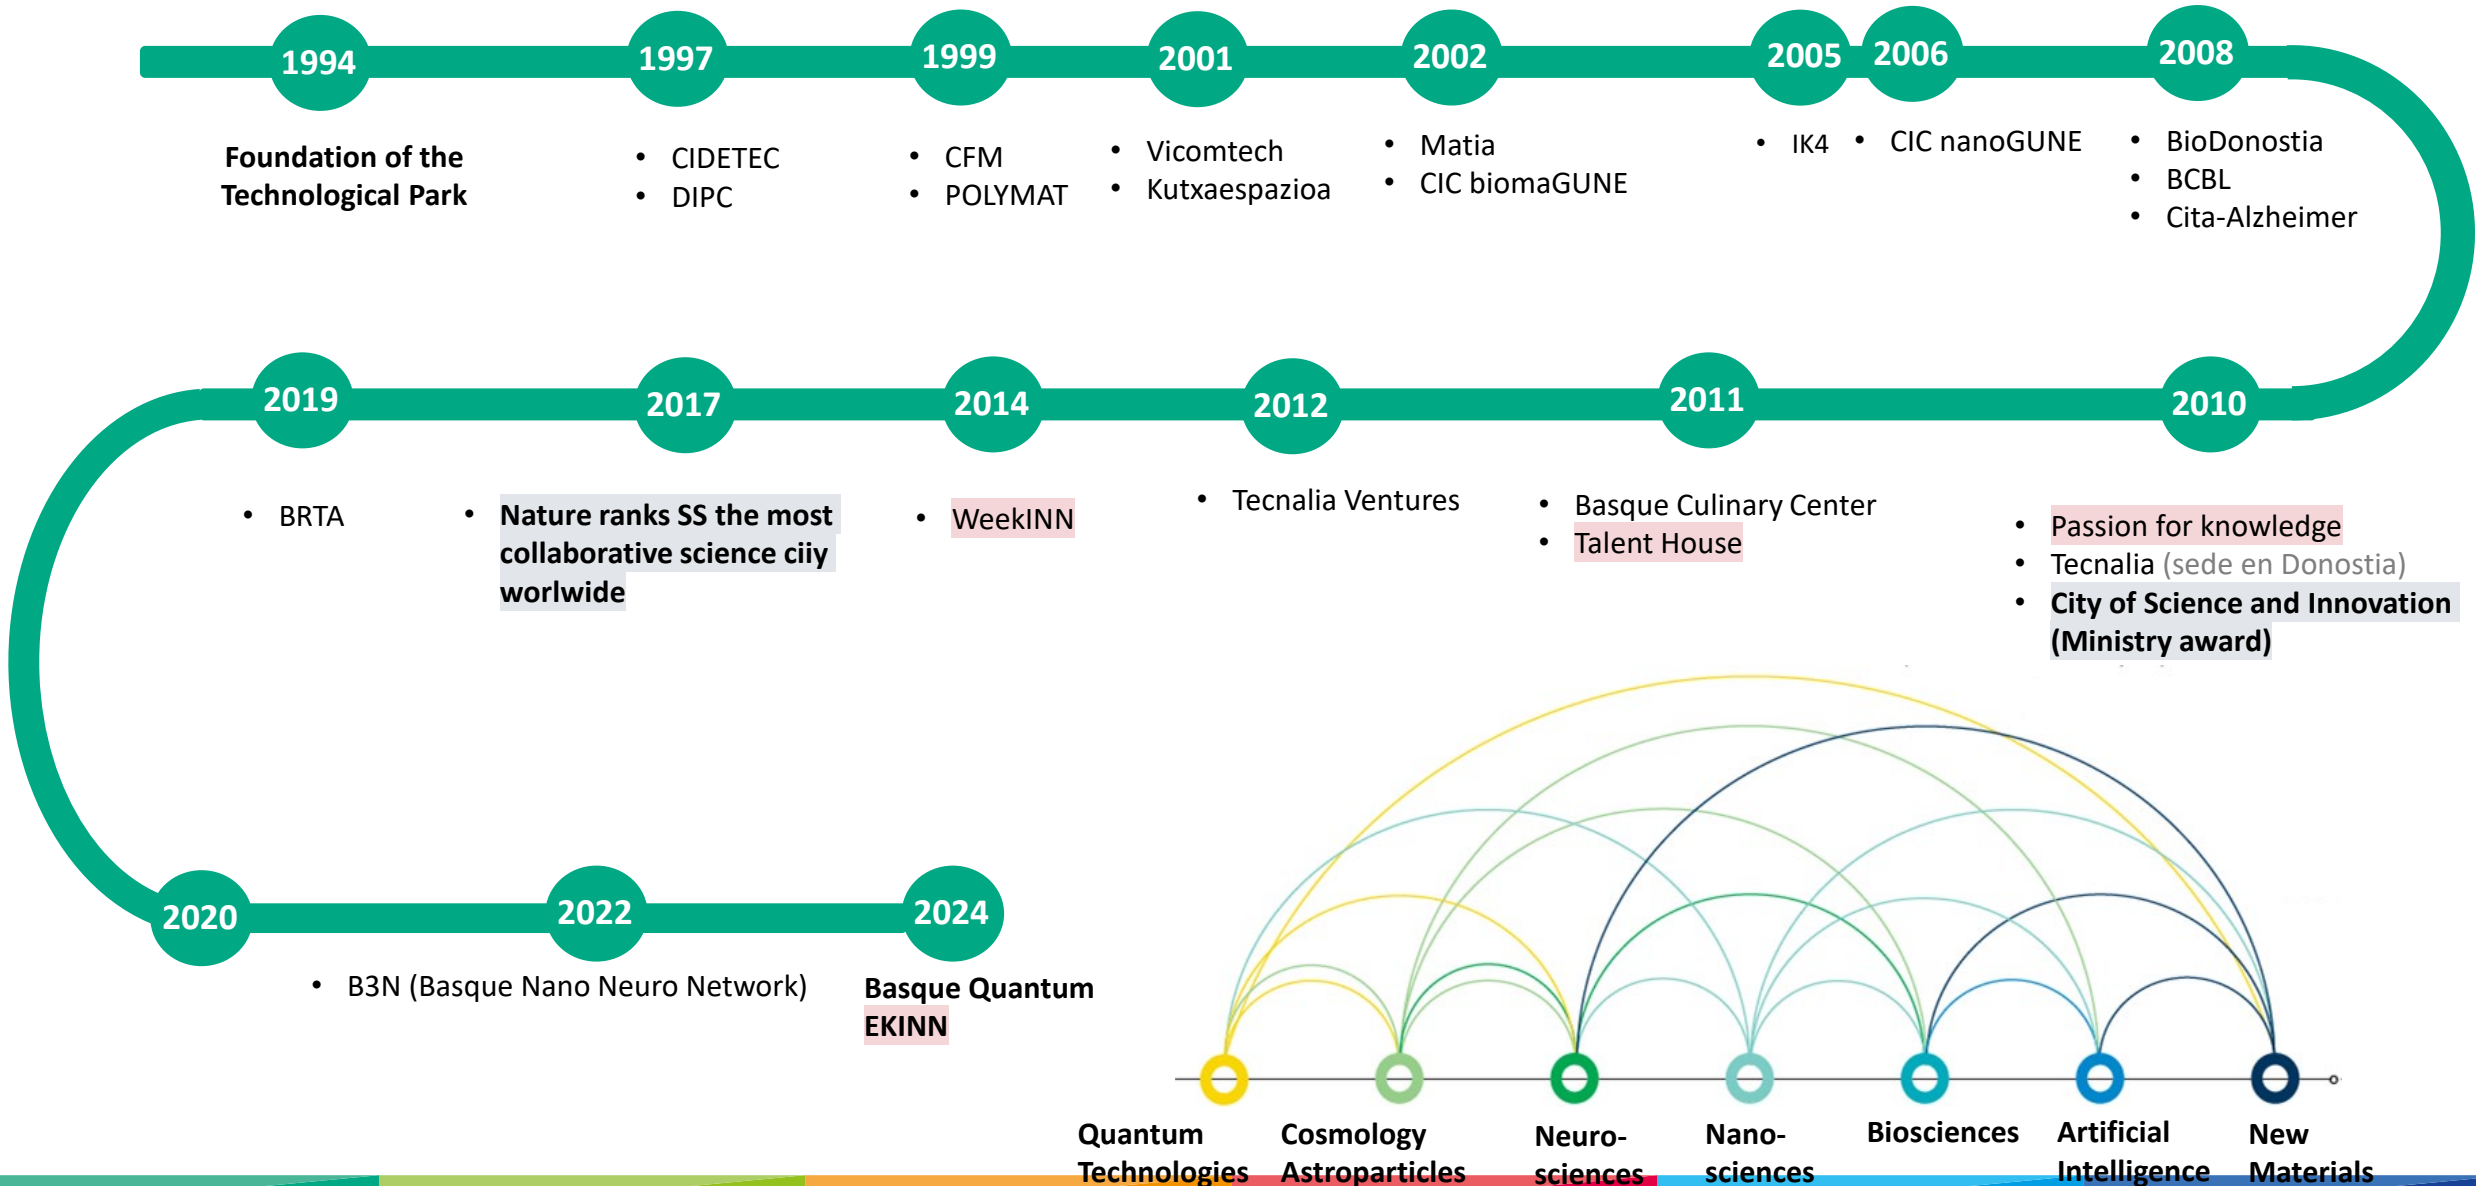 1994
1997
1999
2001
2002
2005
2006
2008
Foundation of the
Technological Park
• CIDETEC
• DIPC
• CFM
• POLYMAT
• Vicomtech
• Kutxaespazioa
• Matia
• CIC biomaGUNE
• IK4
• CIC nanoGUNE
• BioDonostia
• BCBL
• Cita-Alzheimer
2019
2017
2014
2012
2011
2010
• BRTA
• Nature ranks SS the most
collaborative science ciiy
worlwide
• WeekINN
• Tecnalia Ventures
• Basque Culinary Center
• Talent House
• Passion for knowledge
• Tecnalia (sede en Donostia)
• City of Science and Innovation
(Ministry award)
2020
2022
2024
• B3N (Basque Nano Neuro Network)
Basque Quantum
EKINN
Quantum
Technologies
Cosmology
Astroparticles
Neuro-
sciences
Nano-
sciences
Biosciences
Artificial
Intelligence
New
Materials